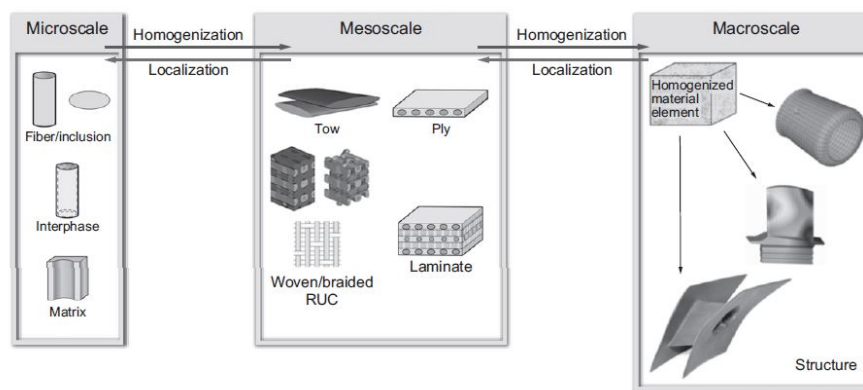 Microscale
Homogenization
Localization
Mesoscale
Homogenization
Localization
Macroscale
Fiber/inclusion
Interphase
Matrix
Tow
Ply
Woven/braided
RUC
Laminate
Homogenized
material
element
Structure